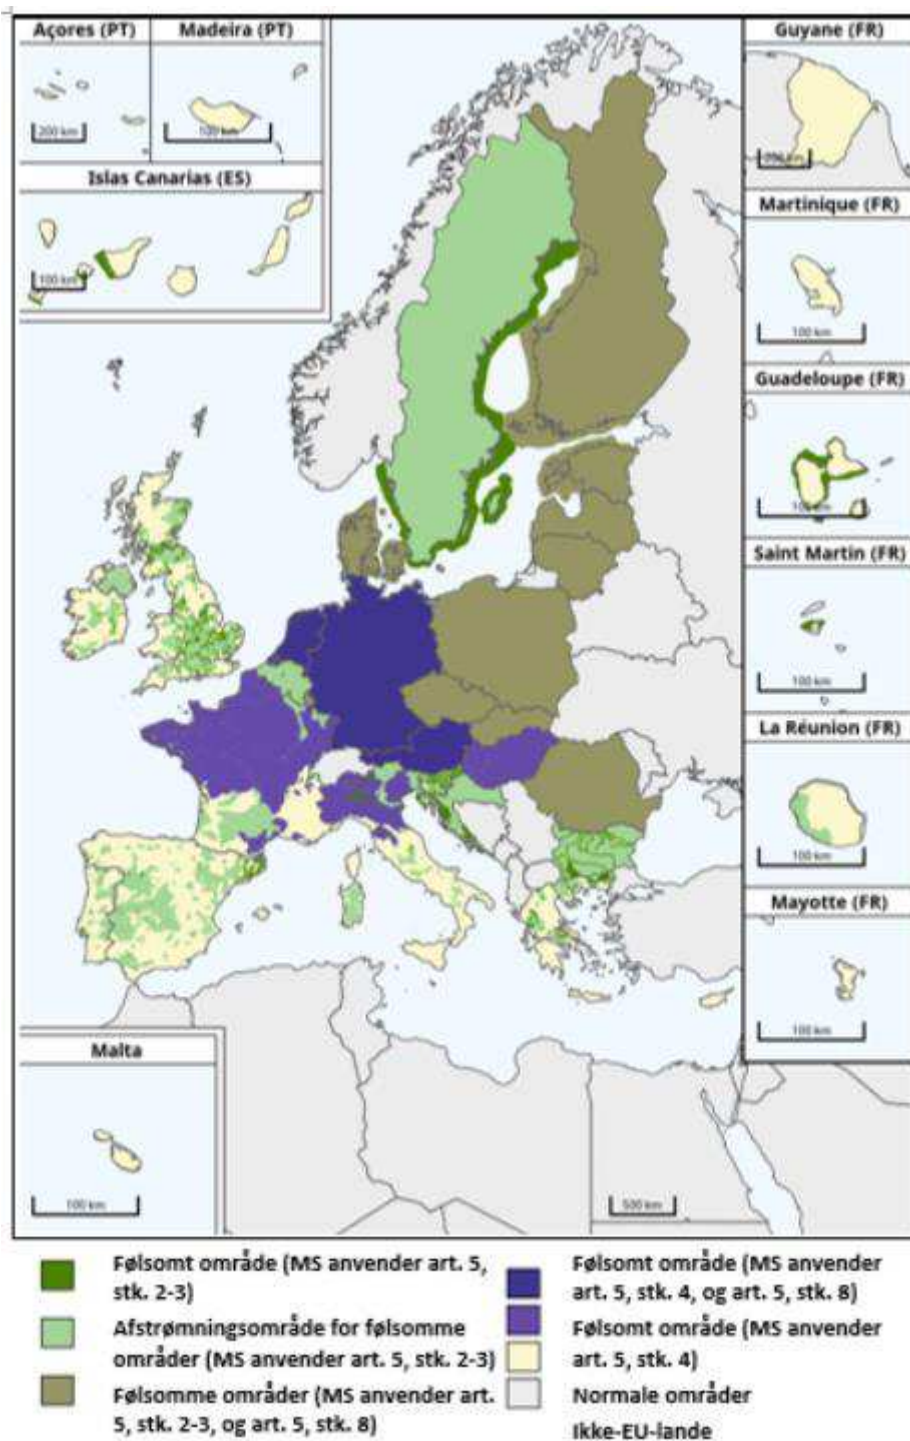 Açores (PT)
Madeira (PT)
200 km
100 km
Islas Canarias (ES)
100 km
Guyane (FR)
Martinique (FR)
100 km
Guadeloupe (FR)
100 km
Saint Martin (FR)
100 km
La Réunion (FR)
100 km
Mayotte (FR)
100 km
Malta
100 km
500 km
Følsomt område (MS anvender art. 5,
stk. 2-3)
Afstrømningsområde for følsomme
områder (MS anvender art. 5, stk. 2-3)
Følsomme områder (MS anvender art.
5, stk. 2-3, og art. 5, stk. 8)
Følsomt område (MS anvender
art. 5, stk. 4, og art. 5, stk. 8)
Følsomt område (MS anvender
art. 5, stk. 4)
Normale områder
Ikke-EU-lande